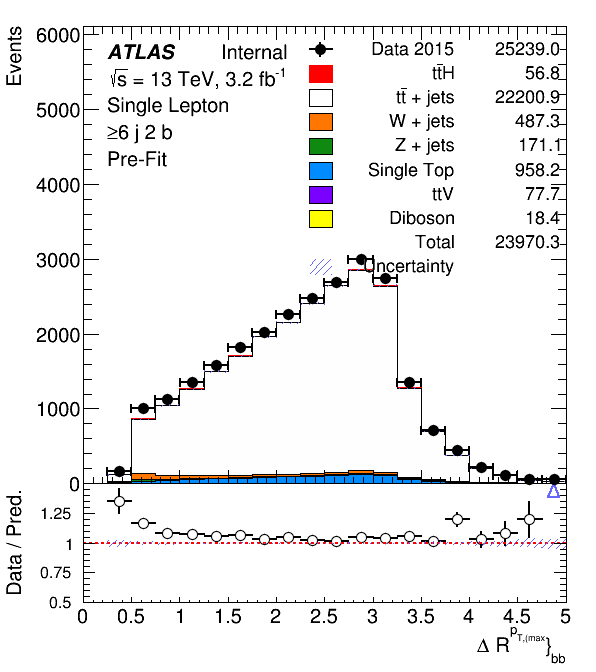 Events
6000
5000
4000
3000
2000
1000
0
ATLAS Internal
√s = 13 TeV, 3.2 fb⁻¹
Single Lepton
≥6 j 2 b
Pre-Fit
Data 2015 25239.0
tt̄H 56.8
tt̄ + jets 22200.9
W + jets 487.3
Z + jets 171.1
Single Top 958.2
ttV 77.7
Diboson 18.4
Total 23970.3
Uncertainty
Data / Pred.
1.25
1
0.75
0.5
0 0.5 1 1.5 2 2.5 3 3.5 4 4.5 5
Δ R^{p_{T,(max}}}_{bb}